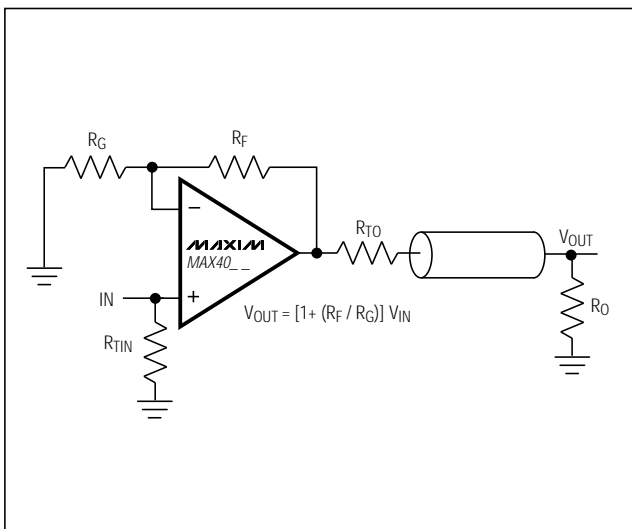 RG
RF
RTO
VOUT
−
MAXIM
MAX40_ _
IN
+
VOUT = [1+ (RF / RG)] VIN
RO
RTIN